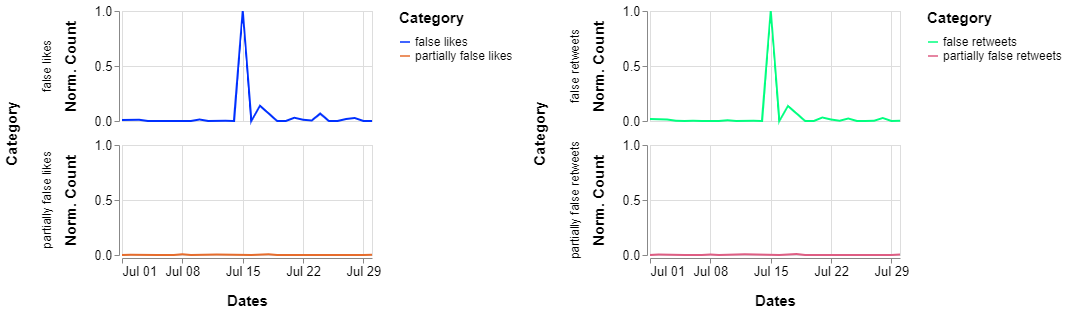 Category
false likes
Norm. Count
1.0
0.5
0.0
partially false likes
Norm. Count
1.0
0.5
0.0
Jul 01 Jul 08 Jul 15 Jul 22 Jul 29
Dates
Category
false likes
partially false likes
Category
false retweets
Norm. Count
1.0
0.5
0.0
partially false retweets
Norm. Count
1.0
0.5
0.0
Jul 01 Jul 08 Jul 15 Jul 22 Jul 29
Dates
Category
false retweets
partially false retweets